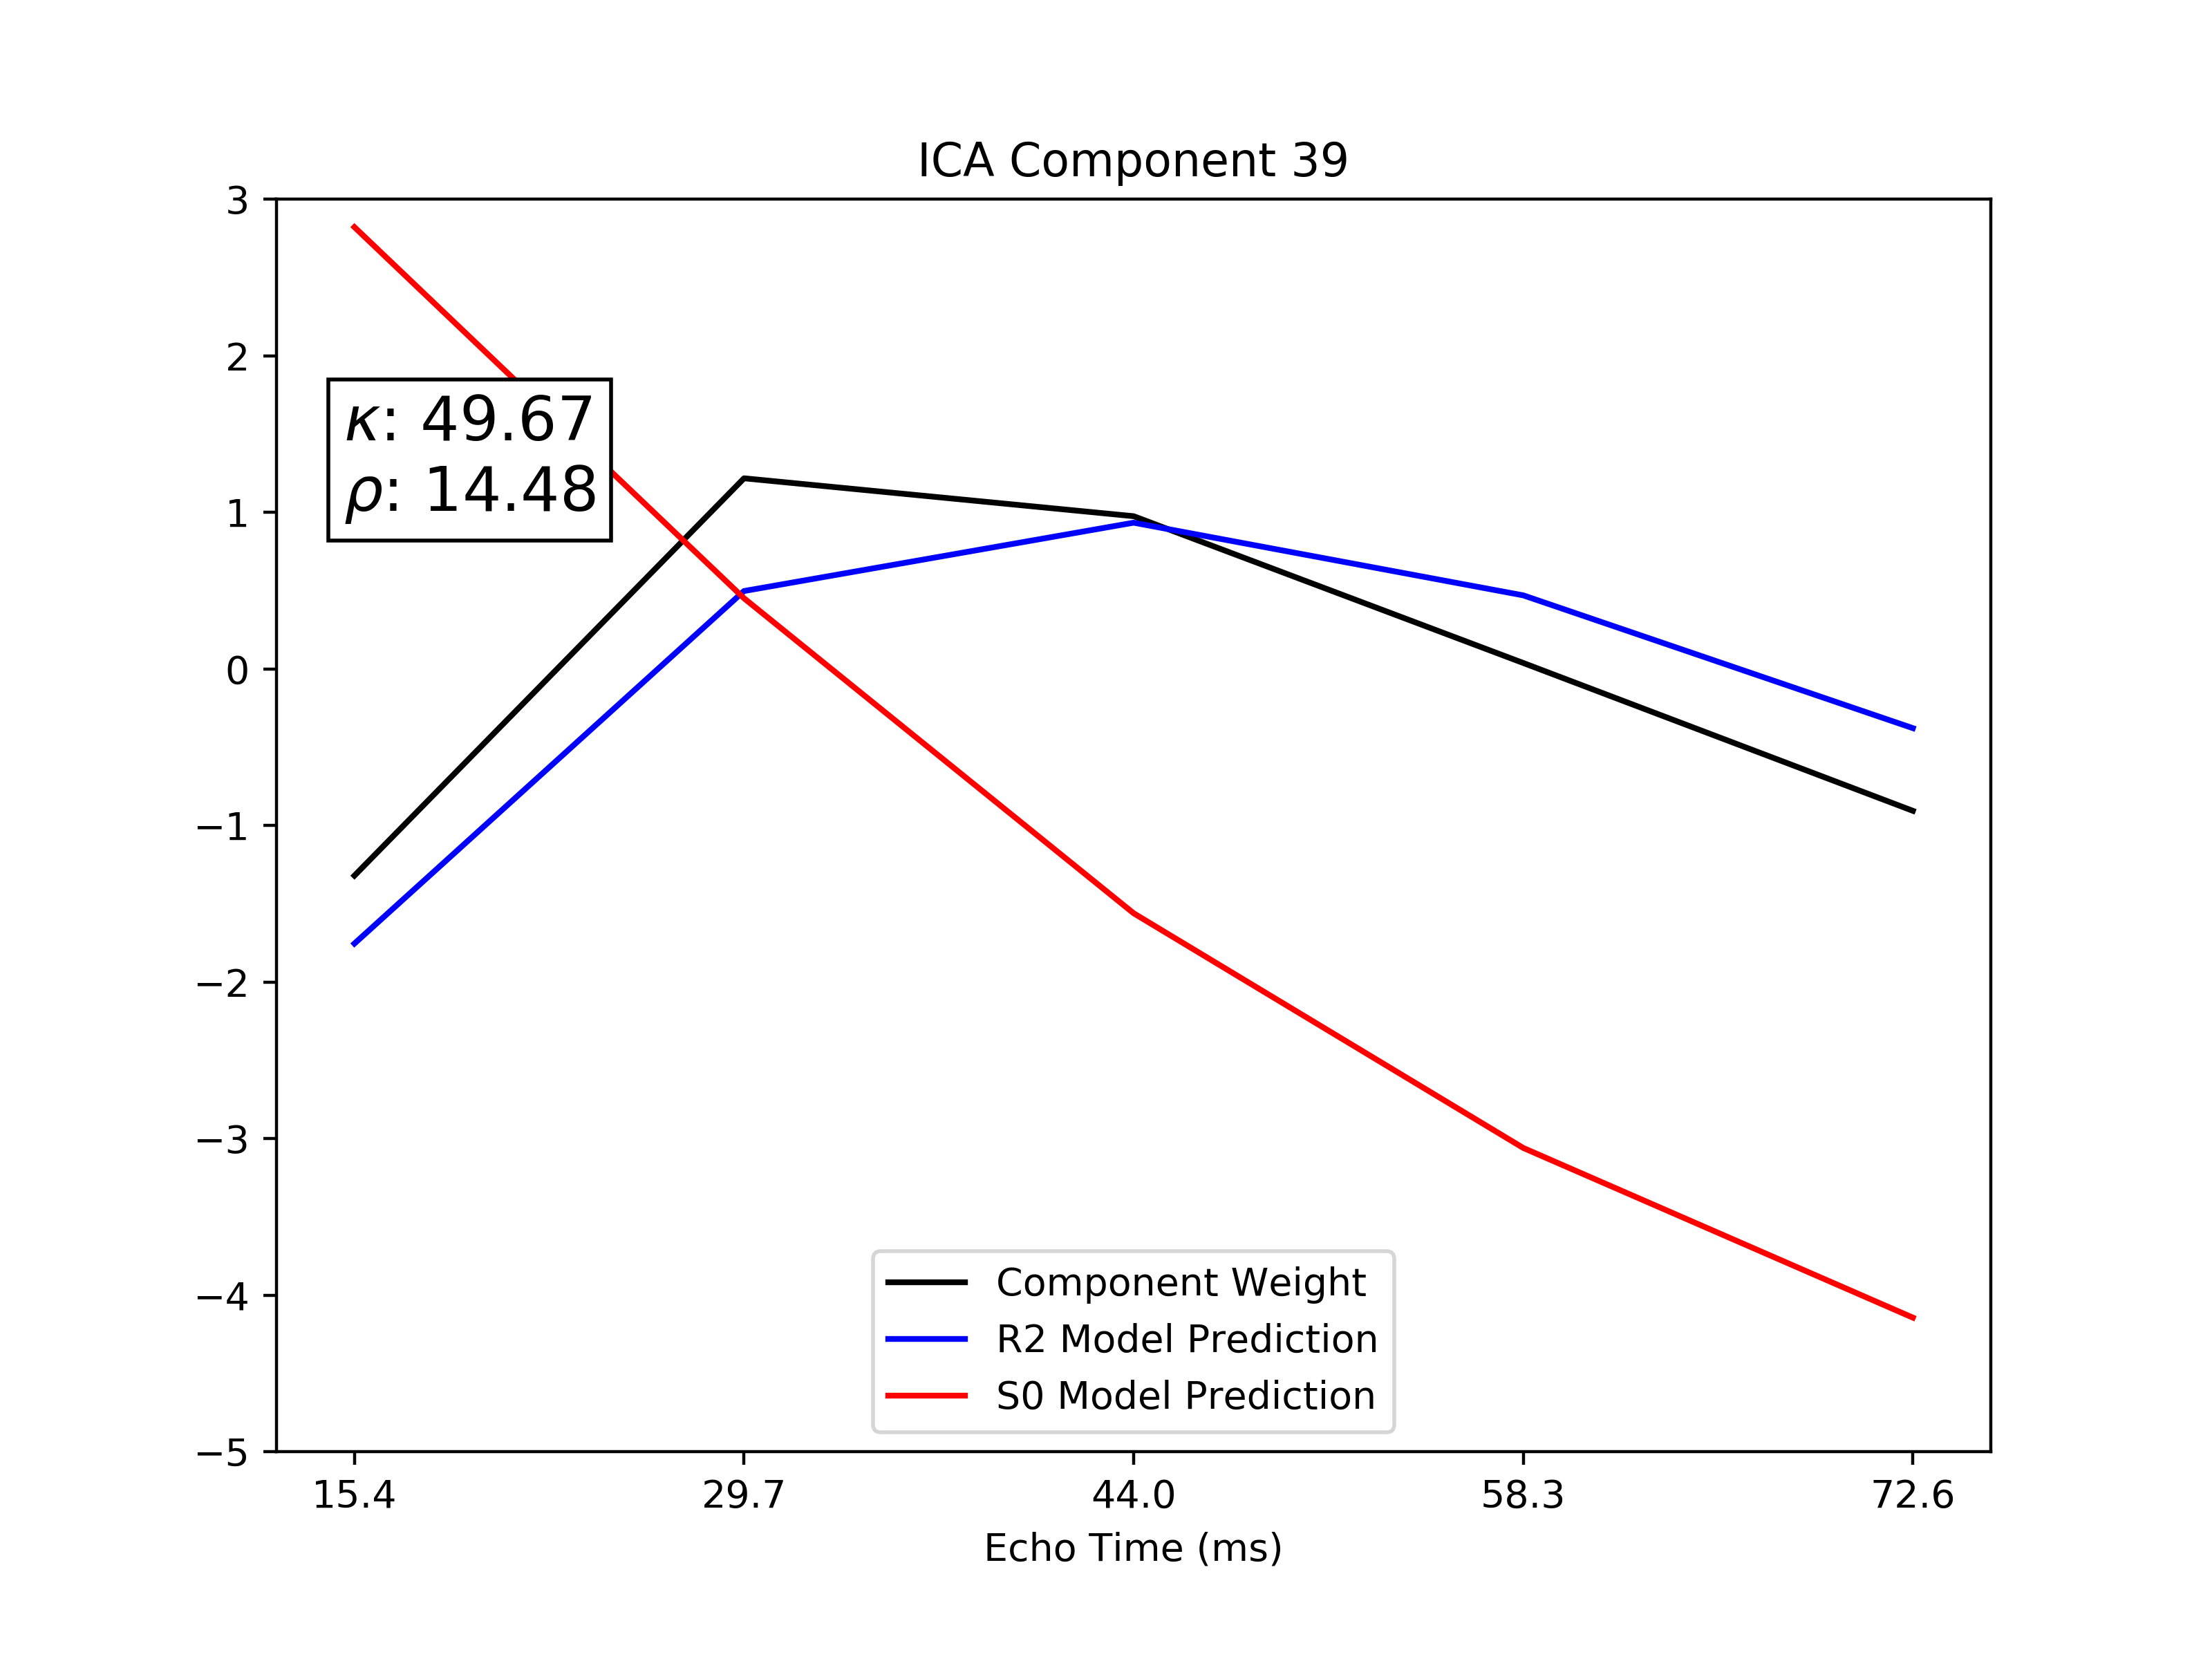 ICA Component 39
3
2
κ: 49.67
ρ: 14.48
1
0
−1
−2
−3
−4
−5
Component Weight
R2 Model Prediction
S0 Model Prediction
15.4 29.7 44.0 58.3 72.6
Echo Time (ms)